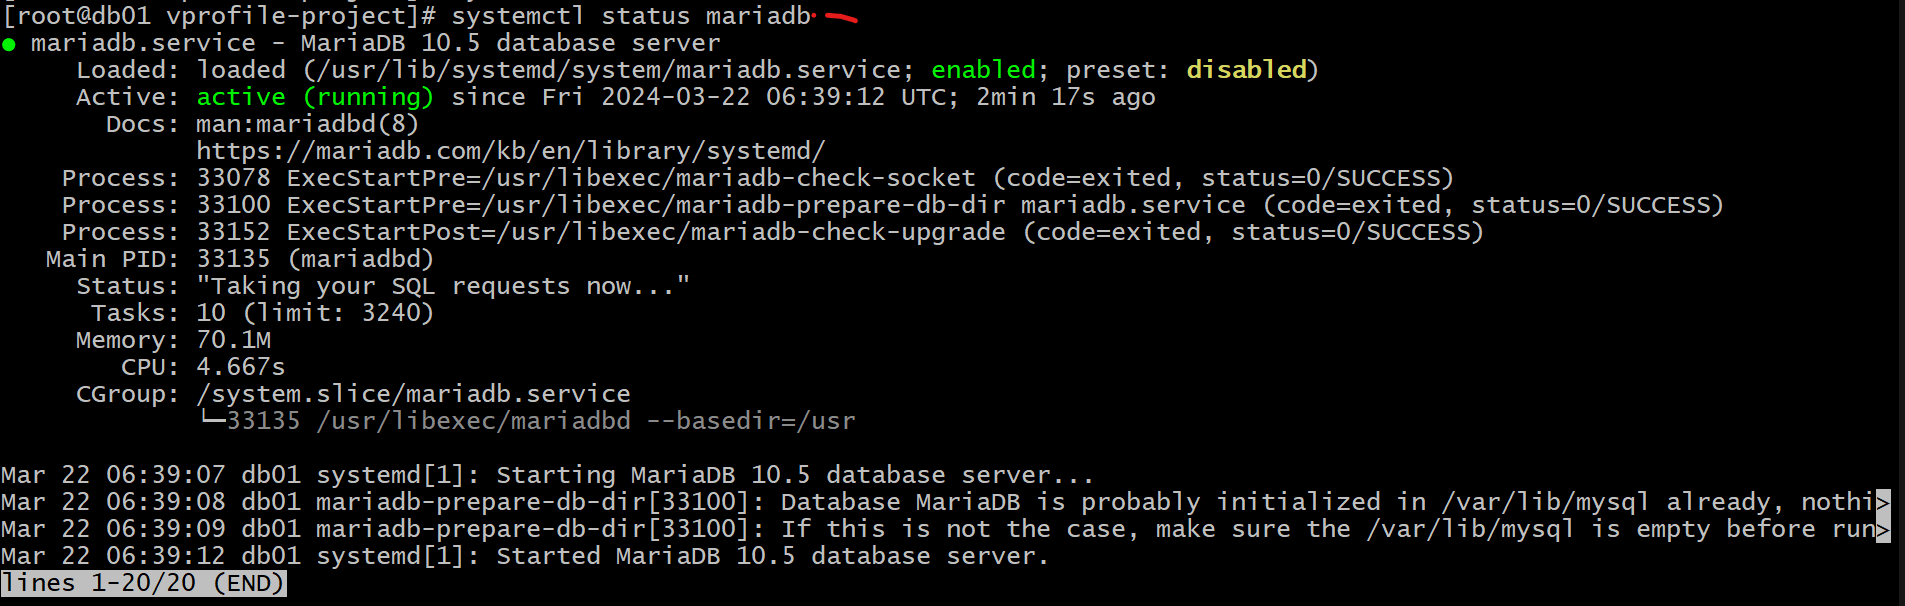 [root@db01 vprofile-project]# systemctl status mariadb
● mariadb.service - MariaDB 10.5 database server
Loaded: loaded (/usr/lib/systemd/system/mariadb.service; enabled; preset: disabled)
Active: active (running) since Fri 2024-03-22 06:39:12 UTC; 2min 17s ago
Docs: man:mariadbd(8)
https://mariadb.com/kb/en/library/systemd/
Process: 33078 ExecStartPre=/usr/libexec/mariadb-check-socket (code=exited, status=0/SUCCESS)
Process: 33100 ExecStartPre=/usr/libexec/mariadb-prepare-db-dir mariadb.service (code=exited, status=0/SUCCESS)
Process: 33152 ExecStartPost=/usr/libexec/mariadb-check-upgrade (code=exited, status=0/SUCCESS)
Main PID: 33135 (mariadbd)
Status: "Taking your SQL requests now..."
Tasks: 10 (limit: 3240)
Memory: 70.1M
CPU: 4.667s
CGroup: /system.slice/mariadb.service
└─33135 /usr/libexec/mariadbd --basedir=/usr
Mar 22 06:39:07 db01 systemd[1]: Starting MariaDB 10.5 database server...
Mar 22 06:39:08 db01 mariadb-prepare-db-dir[33100]: Database MariaDB is probably initialized in /var/lib/mysql already, nothi>
Mar 22 06:39:09 db01 mariadb-prepare-db-dir[33100]: If this is not the case, make sure the /var/lib/mysql is empty before run>
Mar 22 06:39:12 db01 systemd[1]: Started MariaDB 10.5 database server.
lines 1-20/20 (END)